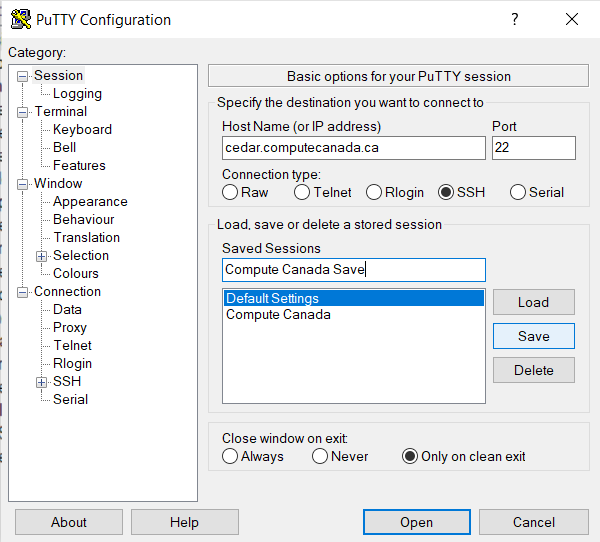 PuTTY Configuration
?
Category:
Session
Logging
Terminal
Keyboard
Bell
Features
Window
Appearance
Behaviour
Translation
Selection
Colours
Connection
Data
Proxy
Telnet
Rlogin
SSH
Serial
Basic options for your PuTTY session
Specify the destination you want to connect to
Host Name (or IP address) Port
cedar.computecanada.ca 22
Connection type:
Raw Telnet Rlogin SSH Serial
Load, save or delete a stored session
Saved Sessions
Compute Canada Save
Default Settings
Compute Canada
Load
Save
Delete
Close window on exit:
Always Never Only on clean exit
About Help Open Cancel